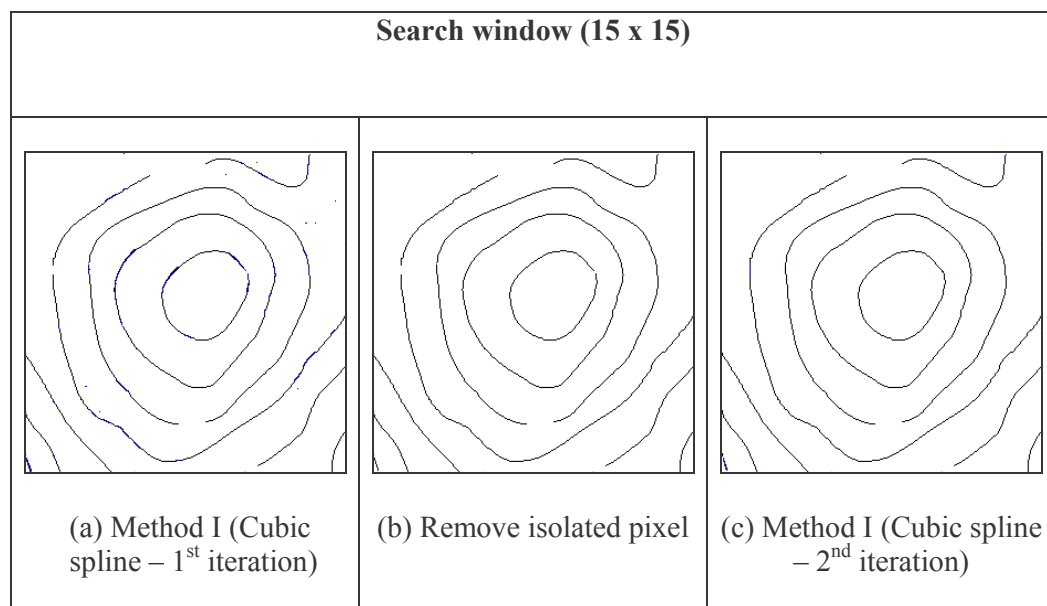 Search window (15 x 15)
(a) Method I (Cubic
spline – 1st iteration)
(b) Remove isolated pixel
(c) Method I (Cubic spline
– 2nd iteration)